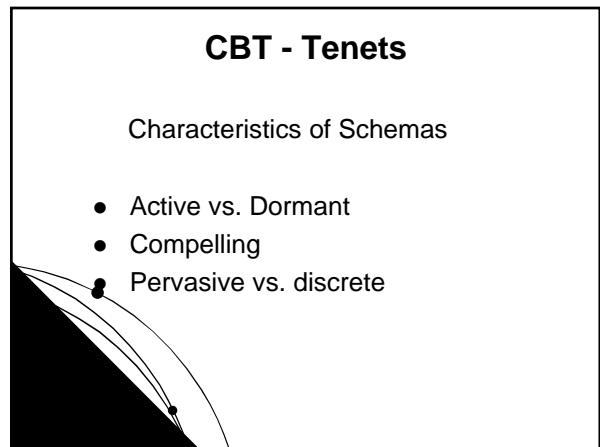 CBT - Tenets
Characteristics of Schemas
● Active vs. Dormant
● Compelling
● Pervasive vs. discrete